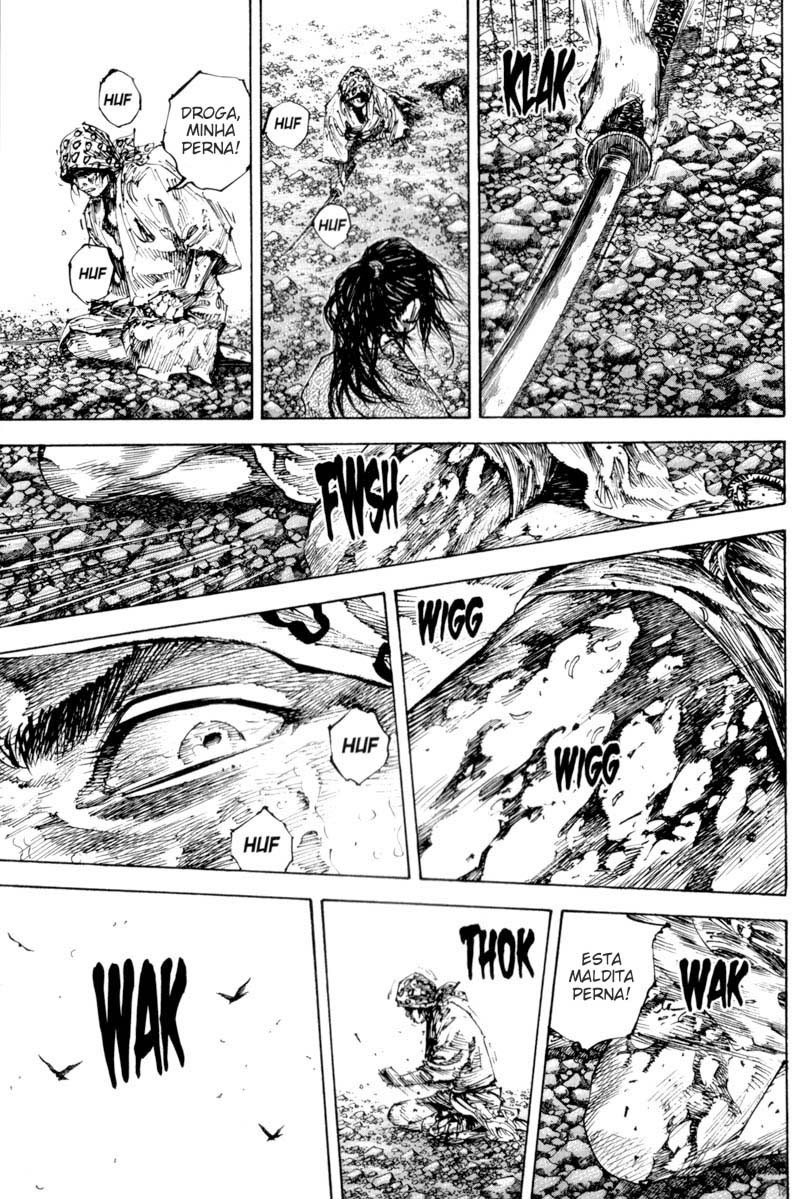 KLAK
HUF
HUF
DROGA,
MINHA
PERNA!
HUF
HUF
FWSH
WIGG
WIGG
HUF
HUF
WAK
ESTA
MALDITA
PERNA!
THOK
WAK